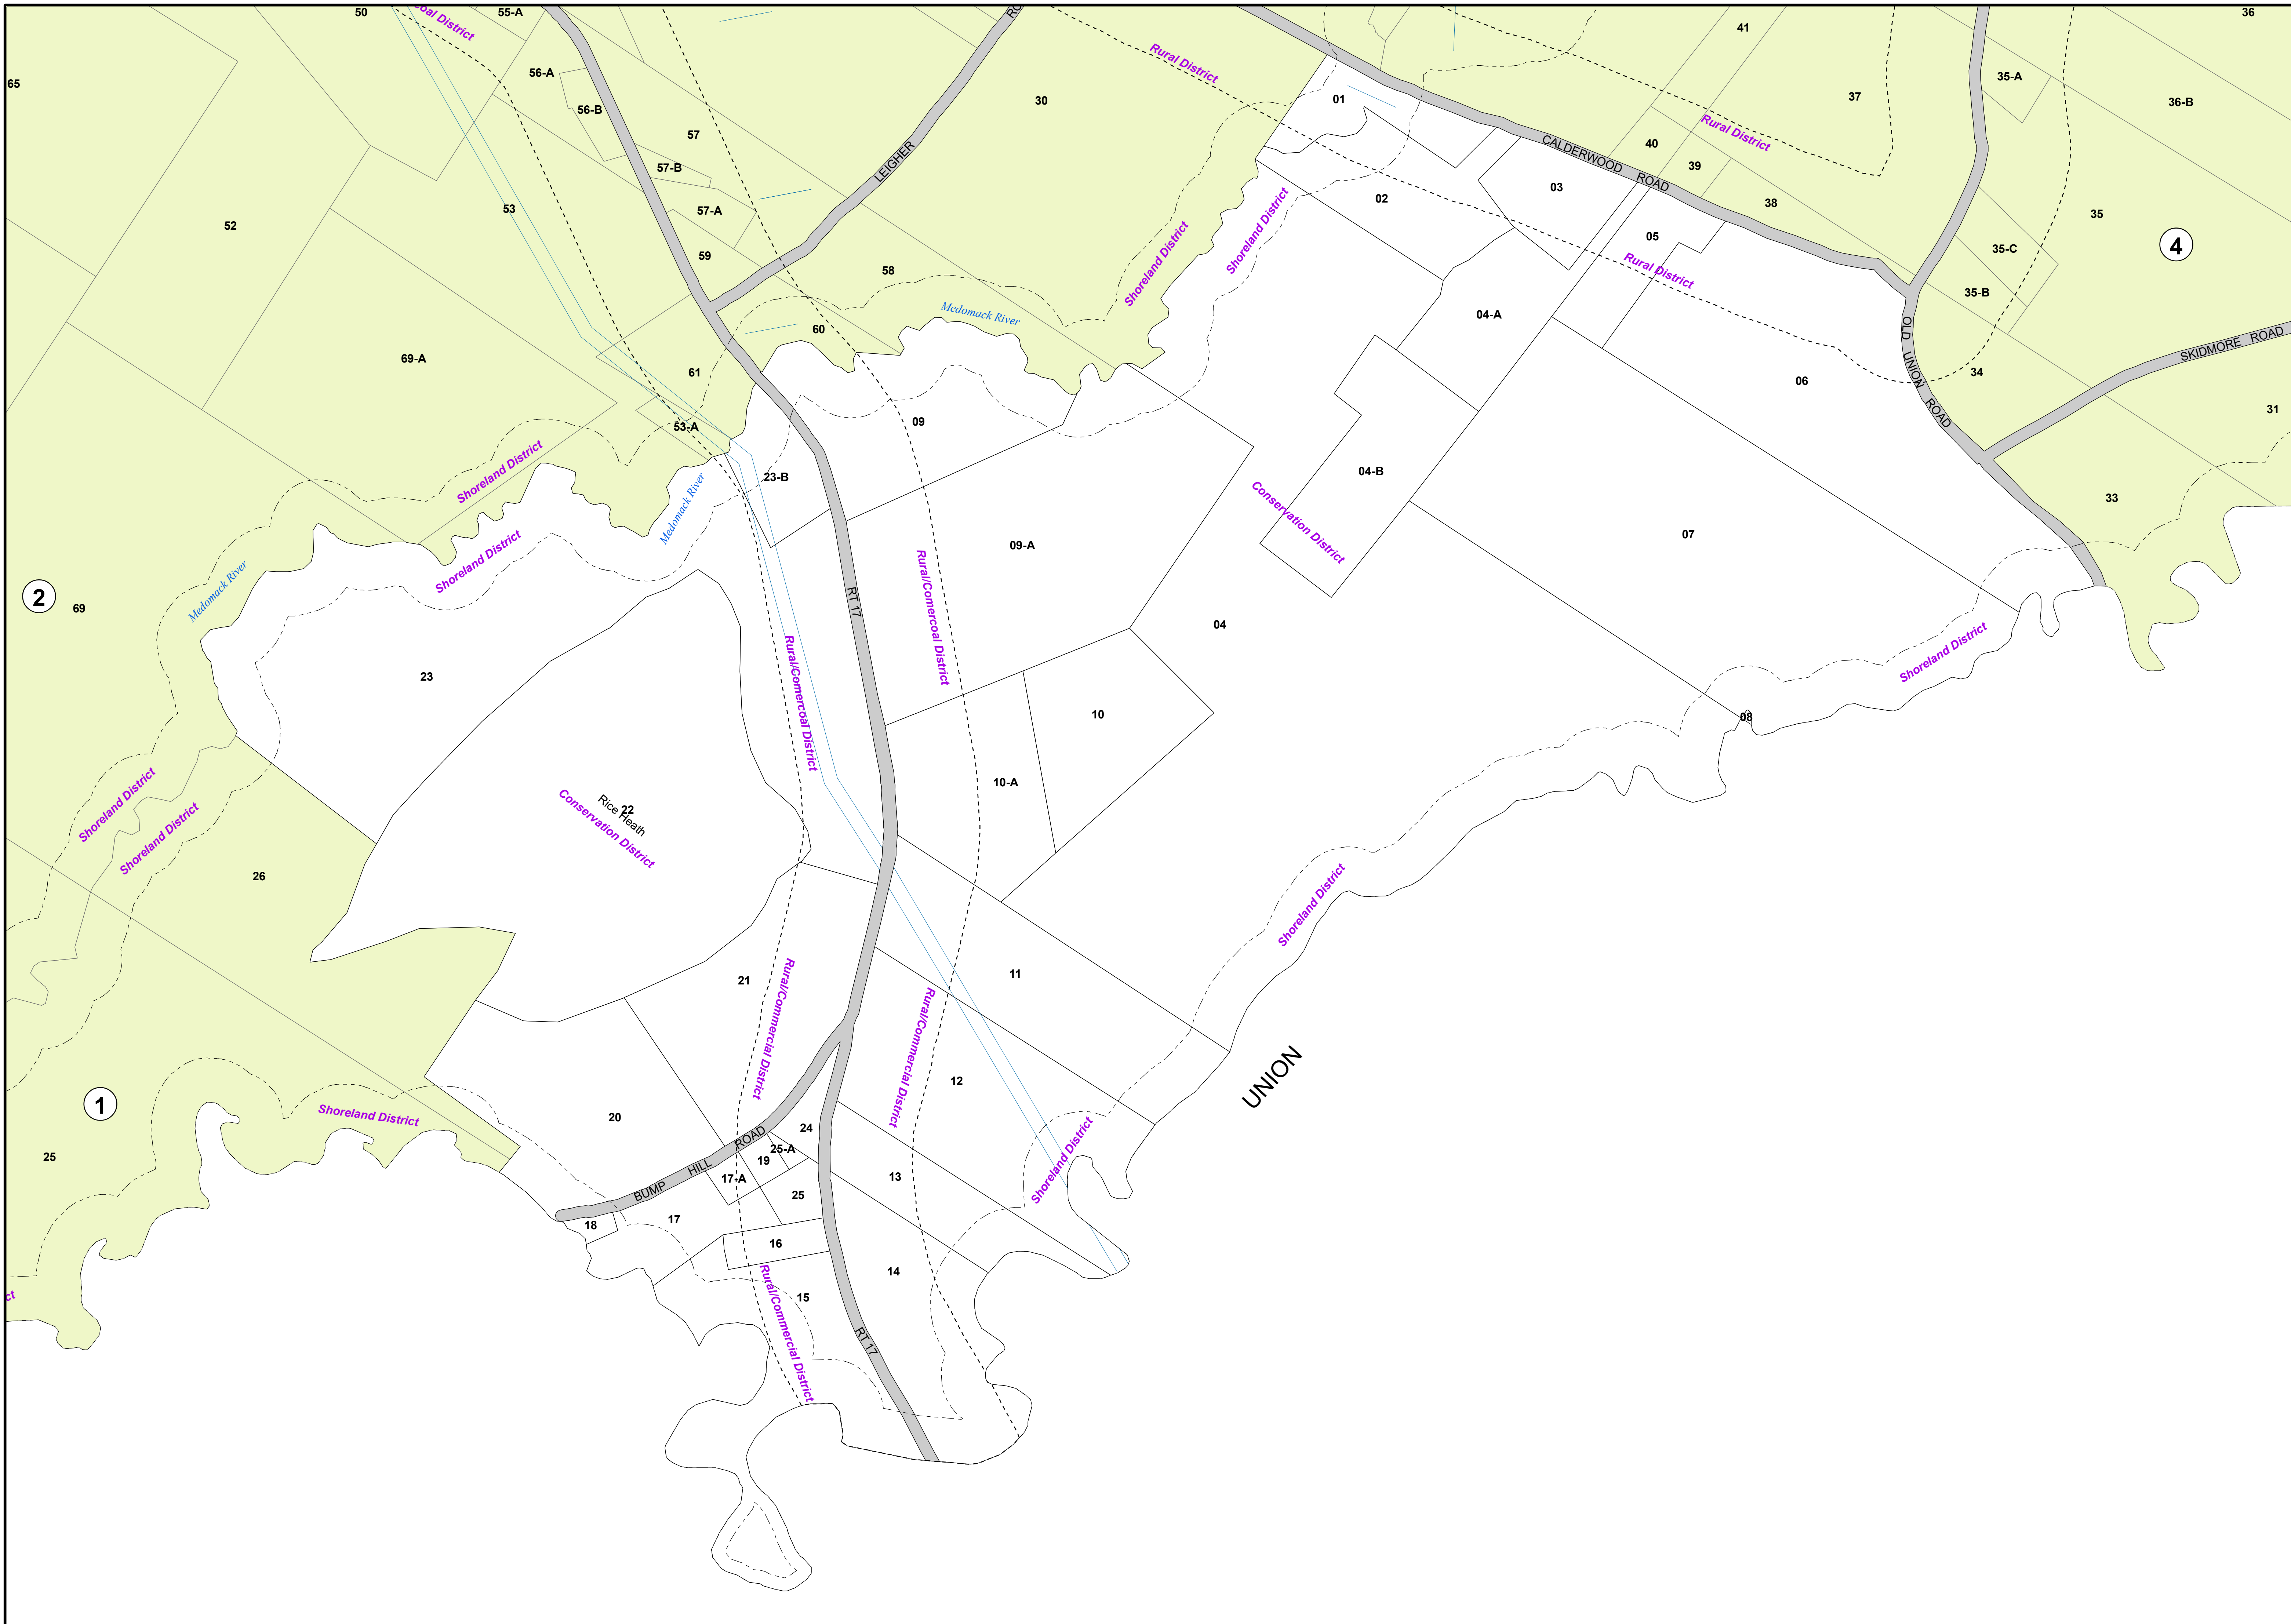 50
55-A
oal District
RO
36
41
65
56-A
56-B
57
30
Rural District
01
37
35-A
36-B
57-B
57-A
LEIGHER
CALDERWOOD ROAD
40
39
38
Rural District
52
53
59
58
02
03
05
Rural District
35
4
35-C
35-B
Shoreland District
Shoreland District
Medomack River
60
04-A
OLD UNION ROAD
SKIDMORE ROAD
69-A
61
06
34
31
53-A
09
23-B
04-B
Shoreland District
Medomack River
Conservation District
33
2
69
Medomack River
Shoreland District
RT 17
Rural/Comercoal District
09-A
07
04
Shoreland District
23
Rural/Comercoal District
10
08
10-A
Shoreland District
Shoreland District
22
Rice Heath
Conservation District
26
Shoreland District
21
11
Rural/Commercial District
Rural/Commercial District
UNION
12
1
Shoreland District
20
24
25-A
19
BUMP HILL ROAD
17-A
25
13
Shoreland District
25
18
17
16
14
15
ct
Rural/Commercial District
RT 17